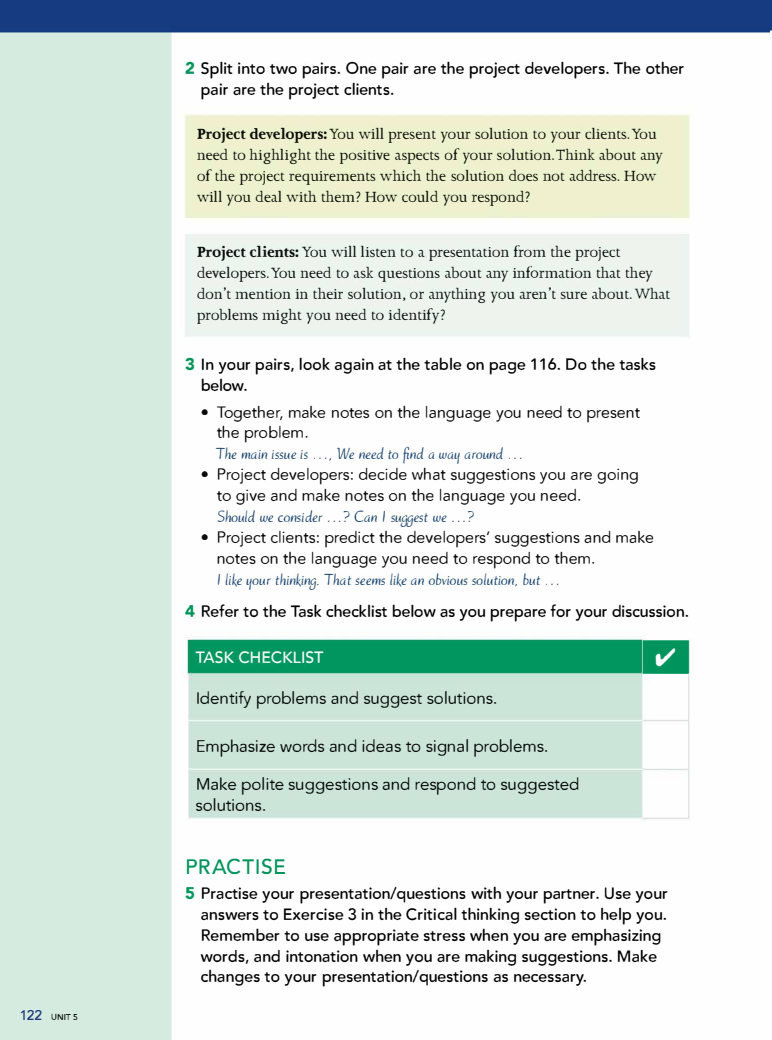 2 Split into two pairs. One pair are the project developers. The other
pair are the project clients.
Project developers: You will present your solution to your clients. You
need to highlight the positive aspects of your solution. Think about any
of the project requirements which the solution does not address. How
will you deal with them? How could you respond?
Project clients: You will listen to a presentation from the project
developers. You need to ask questions about any information that they
don't mention in their solution, or anything you aren't sure about. What
problems might you need to identify?
3 In your pairs, look again at the table on page 116. Do the tasks
below.
• Together, make notes on the language you need to present
the problem.
The main issue is …, We need to find a way around …
• Project developers: decide what suggestions you are going
to give and make notes on the language you need.
Should we consider …? Can I suggest we …?
• Project clients: predict the developers' suggestions and make
notes on the language you need to respond to them.
I like your thinking. That seems like an obvious solution, but …
4 Refer to the Task checklist below as you prepare for your discussion.
TASK CHECKLIST ✔
Identify problems and suggest solutions.
Emphasize words and ideas to signal problems.
Make polite suggestions and respond to suggested
solutions.
PRACTISE
5 Practise your presentation/questions with your partner. Use your
answers to Exercise 3 in the Critical thinking section to help you.
Remember to use appropriate stress when you are emphasizing
words, and intonation when you are making suggestions. Make
changes to your presentation/questions as necessary.
122 UNIT 5